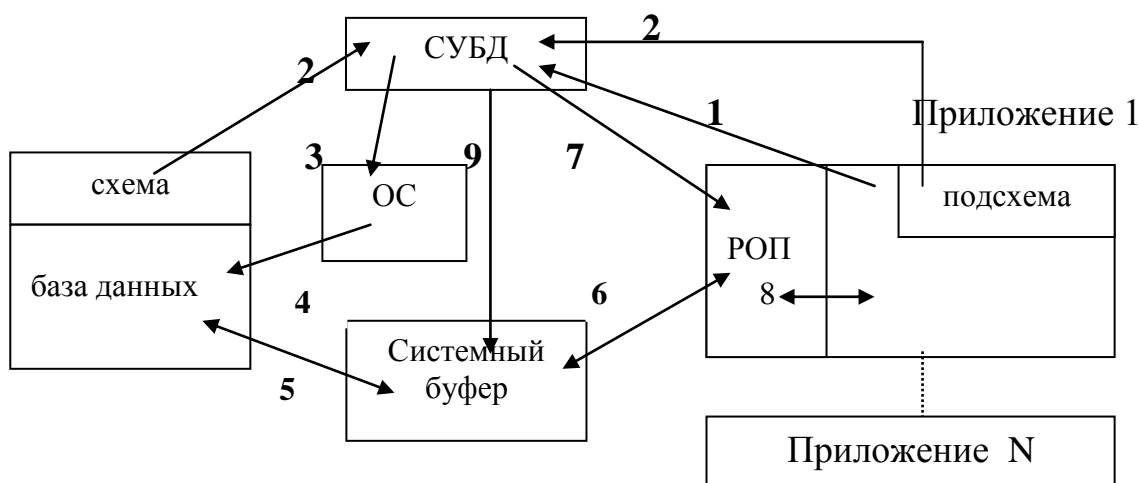 СУБД
2
2
1
Приложение 1
3
9
7
схема
ОС
подсхема
РОП
база данных
8
4
6
Системный
буфер
5
Приложение N